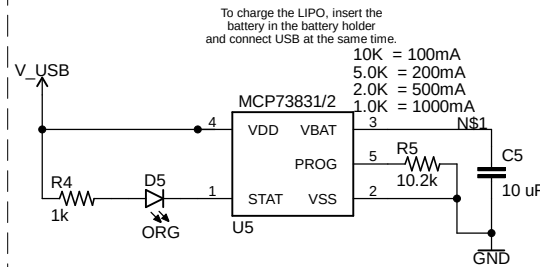 To charge the LIPO, insert the
battery in the battery holder
and connect USB at the same time.
10K = 100mA
5.0K = 200mA
2.0K = 500mA
1.0K = 1000mA
V_USB
MCP73831/2
N$1
4 VDD VBAT 3
PROG 5 R5 C5
10.2k
R4 D5 1 STAT VSS 2 10 uF
1k
ORG U5
GND